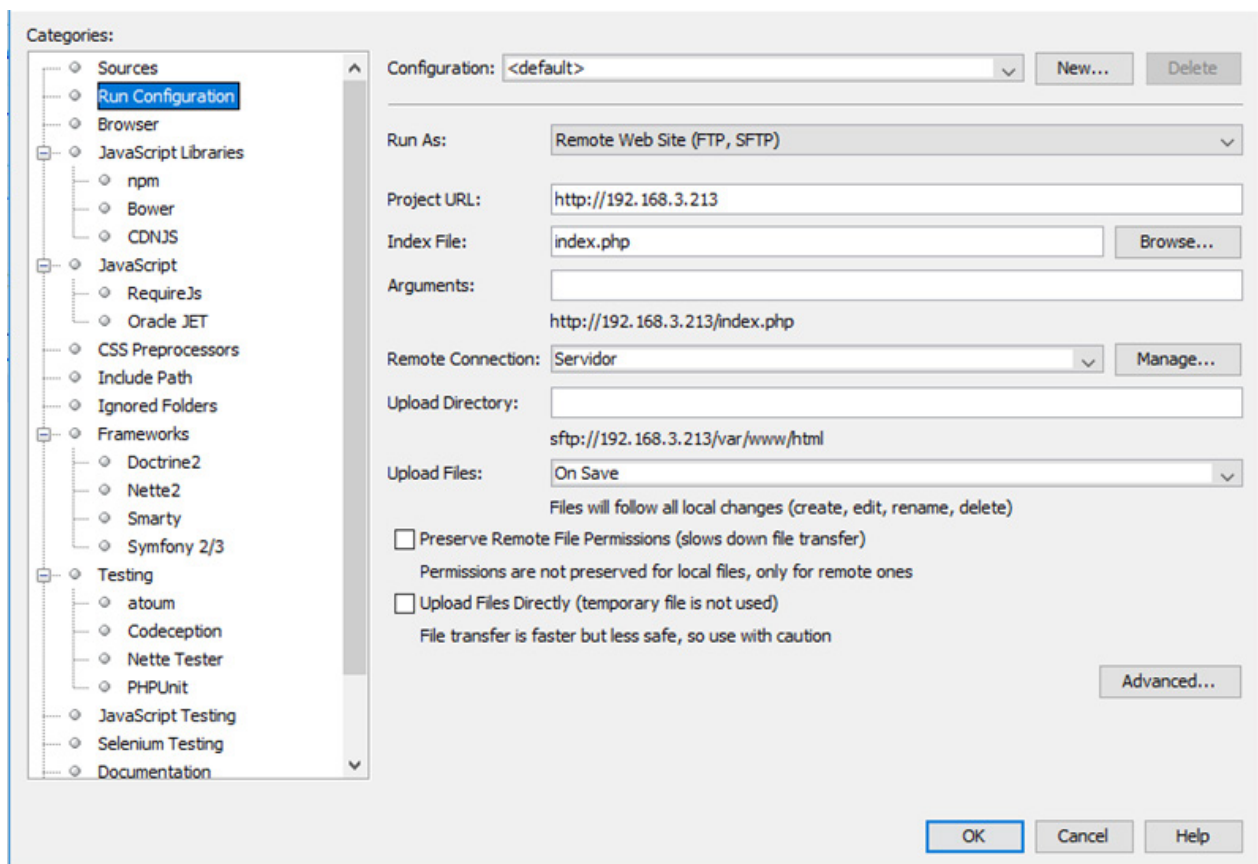 Categories:
Sources
Run Configuration
Browser
JavaScript Libraries
npm
Bower
CDNJS
JavaScript
RequireJs
Oracle JET
CSS Preprocessors
Include Path
Ignored Folders
Frameworks
Doctrine2
Nette2
Smarty
Symfony 2/3
Testing
atoum
Codeception
Nette Tester
PHPUnit
JavaScript Testing
Selenium Testing
Documentation
Configuration: <default> New... Delete
Run As: Remote Web Site (FTP, SFTP)
Project URL: http://192.168.3.213
Index File: index.php Browse...
Arguments:
http://192.168.3.213/index.php
Remote Connection: Servidor Manage...
Upload Directory:
sftp://192.168.3.213/var/www/html
Upload Files: On Save
Files will follow all local changes (create, edit, rename, delete)
Preserve Remote File Permissions (slows down file transfer)
Permissions are not preserved for local files, only for remote ones
Upload Files Directly (temporary file is not used)
File transfer is faster but less safe, so use with caution
Advanced...
OK Cancel Help